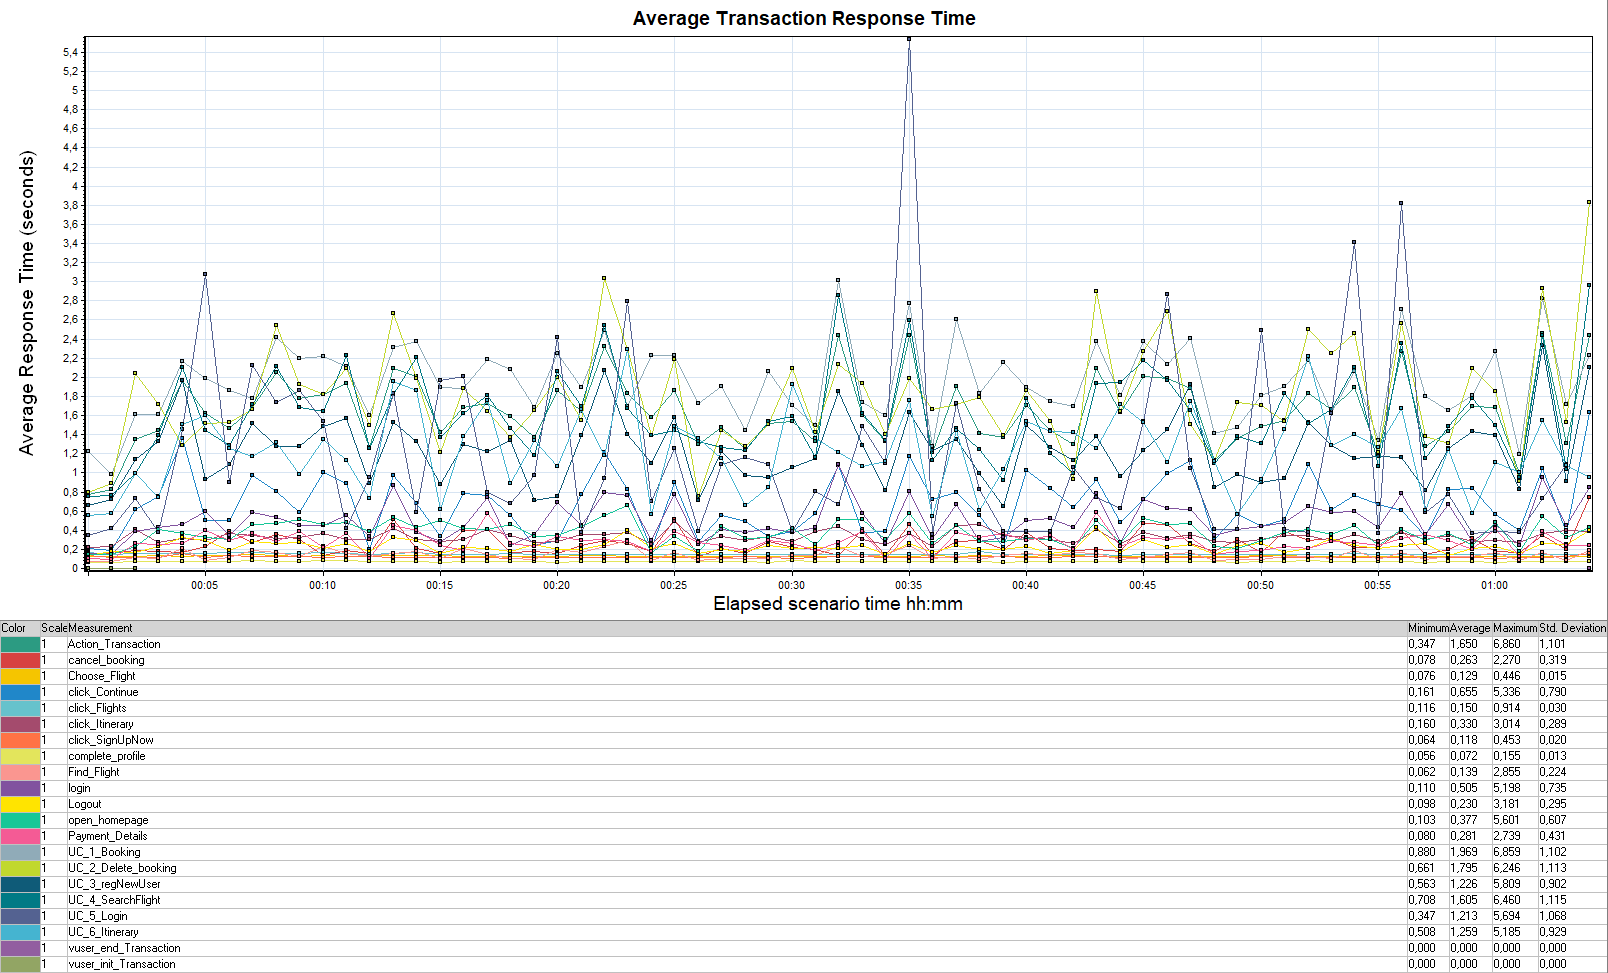 Average Transaction Response Time
Average Response Time (seconds)
5,4
5,2
5
4,8
4,6
4,4
4,2
4
3,8
3,6
3,4
3,2
3
2,8
2,6
2,4
2,2
2
1,8
1,6
1,4
1,2
1
0,8
0,6
0,4
0,2
0
00:05 00:10 00:15 00:20 00:25 00:30 00:35 00:40 00:45 00:50 00:55 01:00
Elapsed scenario time hh:mm
Color Scale Measurement Minimum Average Maximum Std. Deviation
1 Action_Transaction 0,347 1,650 6,860 1,101
1 cancel_booking 0,078 0,263 2,270 0,319
1 Choose_Flight 0,076 0,129 0,446 0,015
1 click_Continue 0,161 0,655 5,336 0,790
1 click_Flights 0,116 0,150 0,914 0,030
1 click_Itinerary 0,160 0,330 3,014 0,289
1 click_SignUpNow 0,064 0,118 0,453 0,020
1 complete_profile 0,056 0,072 0,155 0,013
1 Find_Flight 0,062 0,139 2,855 0,224
1 login 0,110 0,505 5,198 0,735
1 Logout 0,098 0,230 3,181 0,295
1 open_homepage 0,103 0,377 5,601 0,607
1 Payment_Details 0,080 0,281 2,739 0,431
1 UC_1_Booking 0,880 1,969 6,859 1,102
1 UC_2_Delete_booking 0,661 1,795 6,246 1,113
1 UC_3_regNewUser 0,563 1,226 5,809 0,902
1 UC_4_SearchFlight 0,708 1,605 6,460 1,115
1 UC_5_Login 0,347 1,213 5,694 1,068
1 UC_6_Itinerary 0,508 1,259 5,185 0,929
1 vuser_end_Transaction 0,000 0,000 0,000 0,000
1 vuser_init_Transaction 0,000 0,000 0,000 0,000